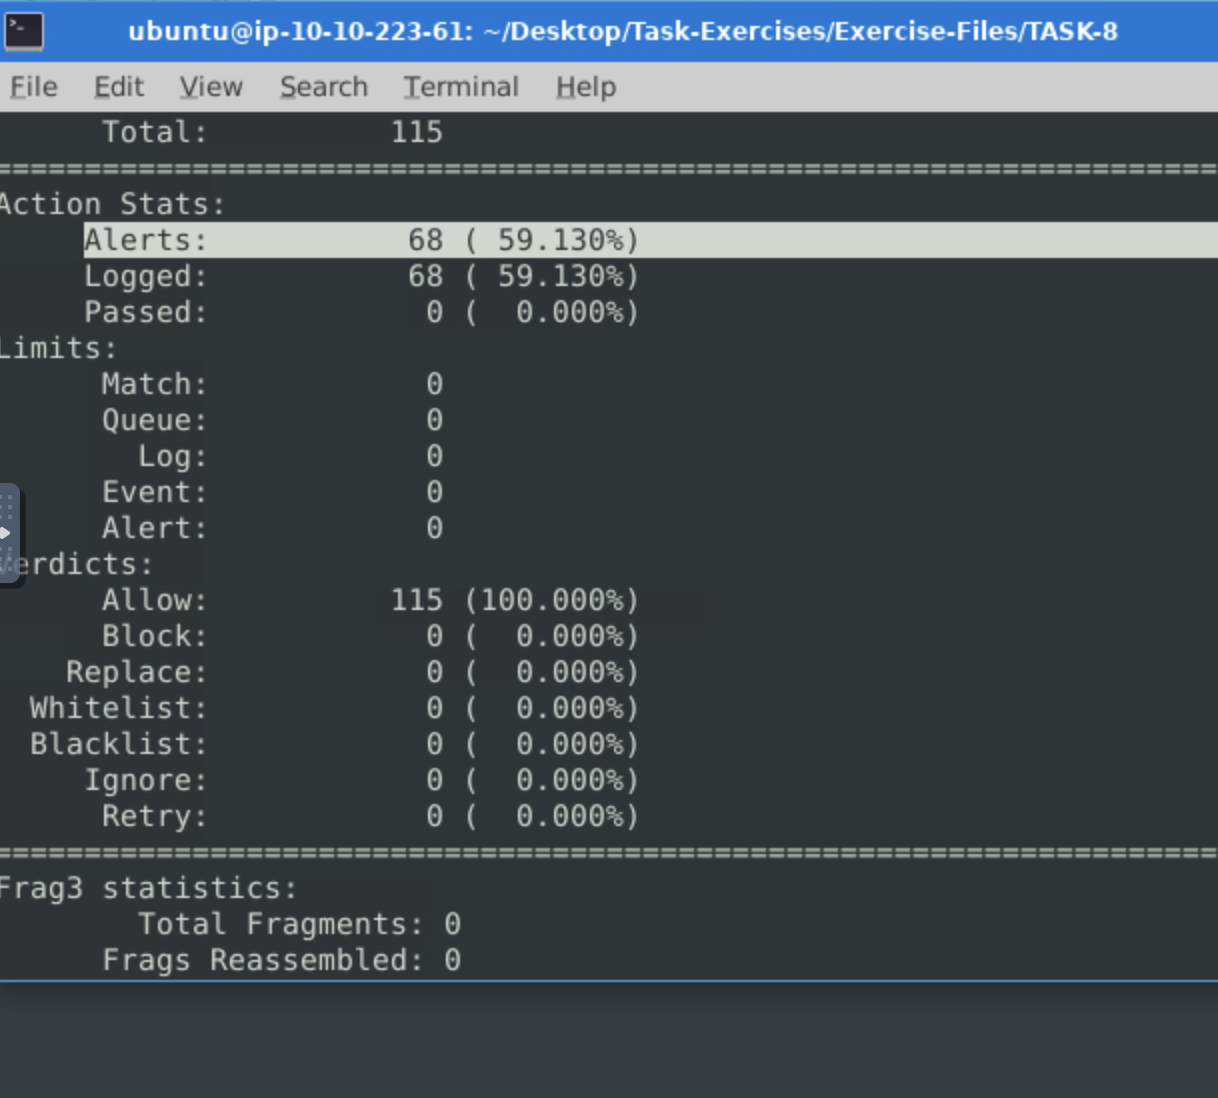 ubuntu@ip-10-10-223-61: ~/Desktop/Task-Exercises/Exercise-Files/TASK-8
File Edit View Search Terminal Help
Total: 115
===============================================================================
Action Stats:
Alerts: 68 ( 59.130%)
Logged: 68 ( 59.130%)
Passed: 0 ( 0.000%)
Limits:
Match: 0
Queue: 0
Log: 0
Event: 0
Alert: 0
Verdicts:
Allow: 115 (100.000%)
Block: 0 ( 0.000%)
Replace: 0 ( 0.000%)
Whitelist: 0 ( 0.000%)
Blacklist: 0 ( 0.000%)
Ignore: 0 ( 0.000%)
Retry: 0 ( 0.000%)
===============================================================================
Frag3 statistics:
Total Fragments: 0
Frags Reassembled: 0